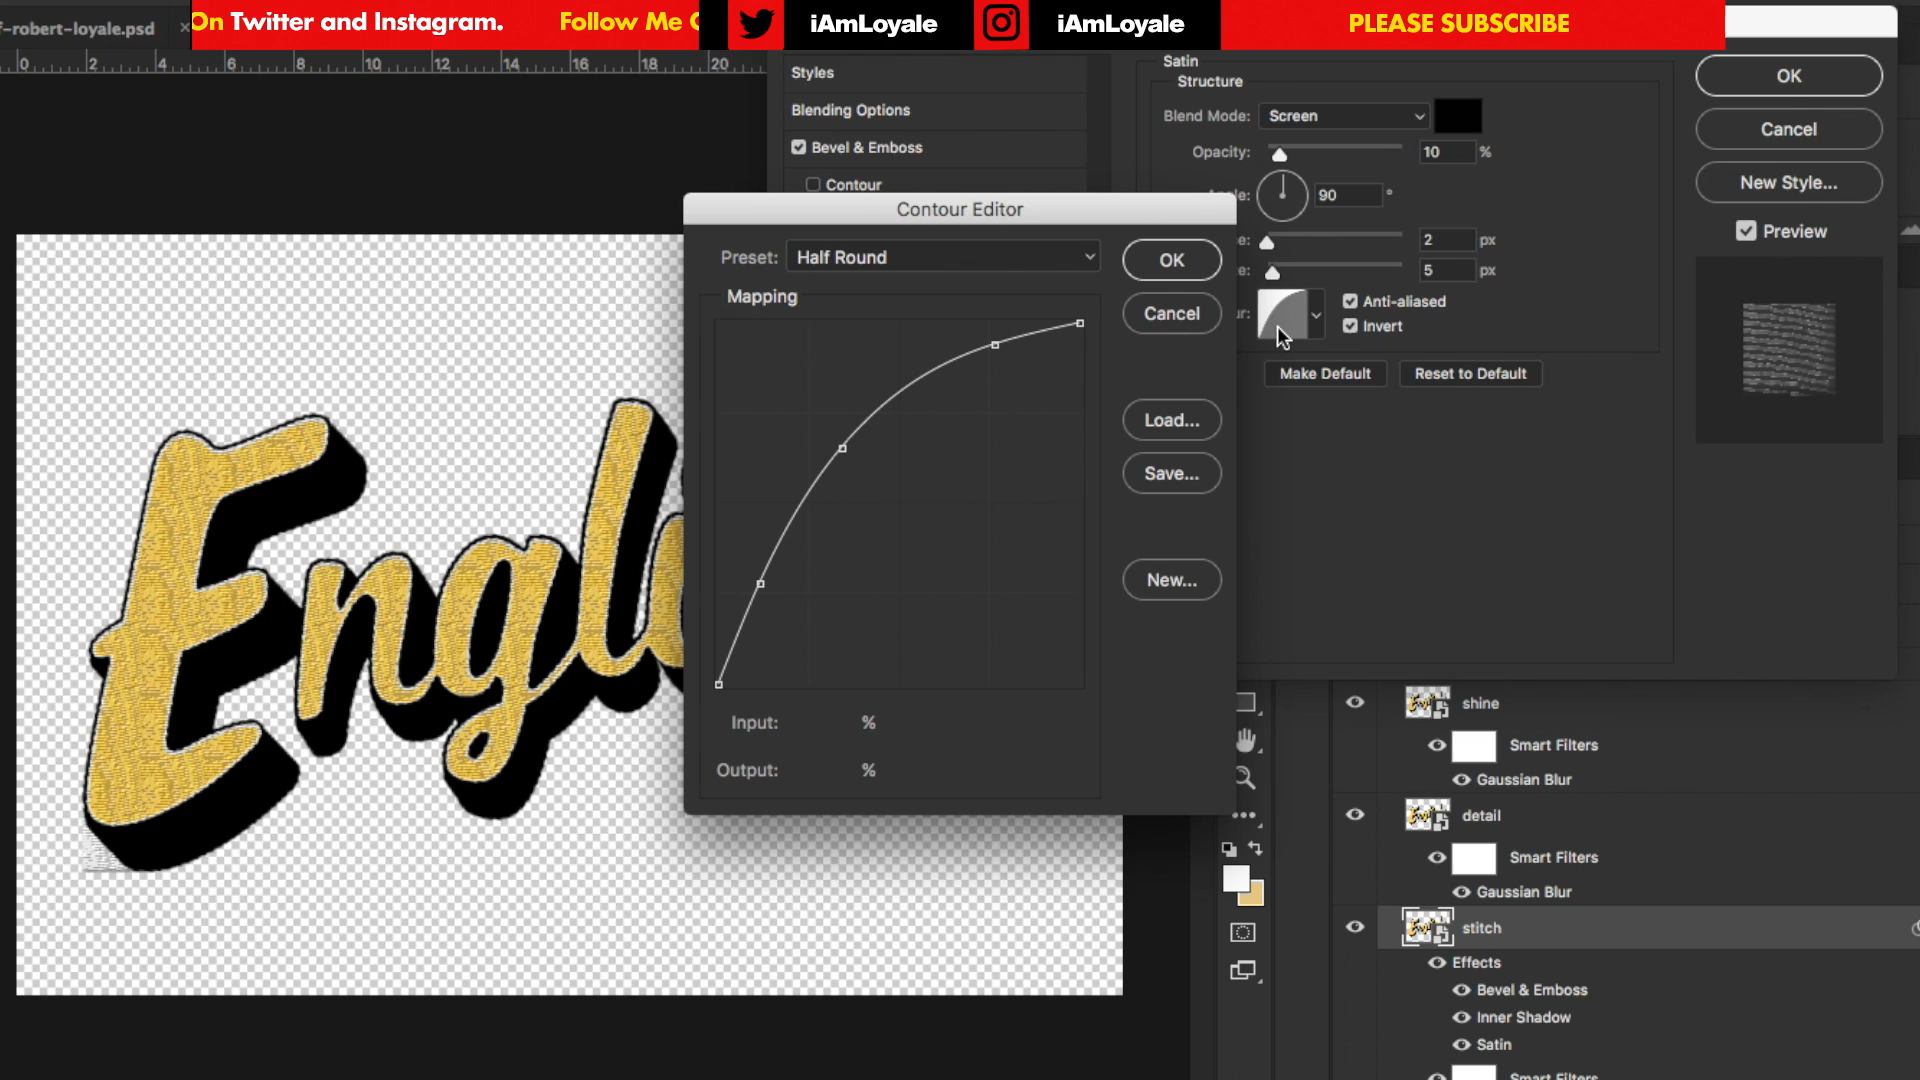 On Twitter and Instagram.
Follow Me
iAmLoyale
iAmLoyale
PLEASE SUBSCRIBE
f-robert-loyale.psd
0 2 4 6 8 10 12 14 16 18 20
Styles
Blending Options
Bevel & Emboss
Contour
Satin
Structure
Blend Mode: Screen
Opacity: 10 %
90 °
2 px
5 px
Anti-aliased
Invert
Make Default
Reset to Default
OK
Cancel
New Style...
Preview
Contour Editor
Preset: Half Round
Mapping
OK
Cancel
Load...
Save...
New...
Input: %
Output: %
Engl
shine
Smart Filters
Gaussian Blur
detail
Smart Filters
Gaussian Blur
stitch
Effects
Bevel & Emboss
Inner Shadow
Satin
Smart Filters